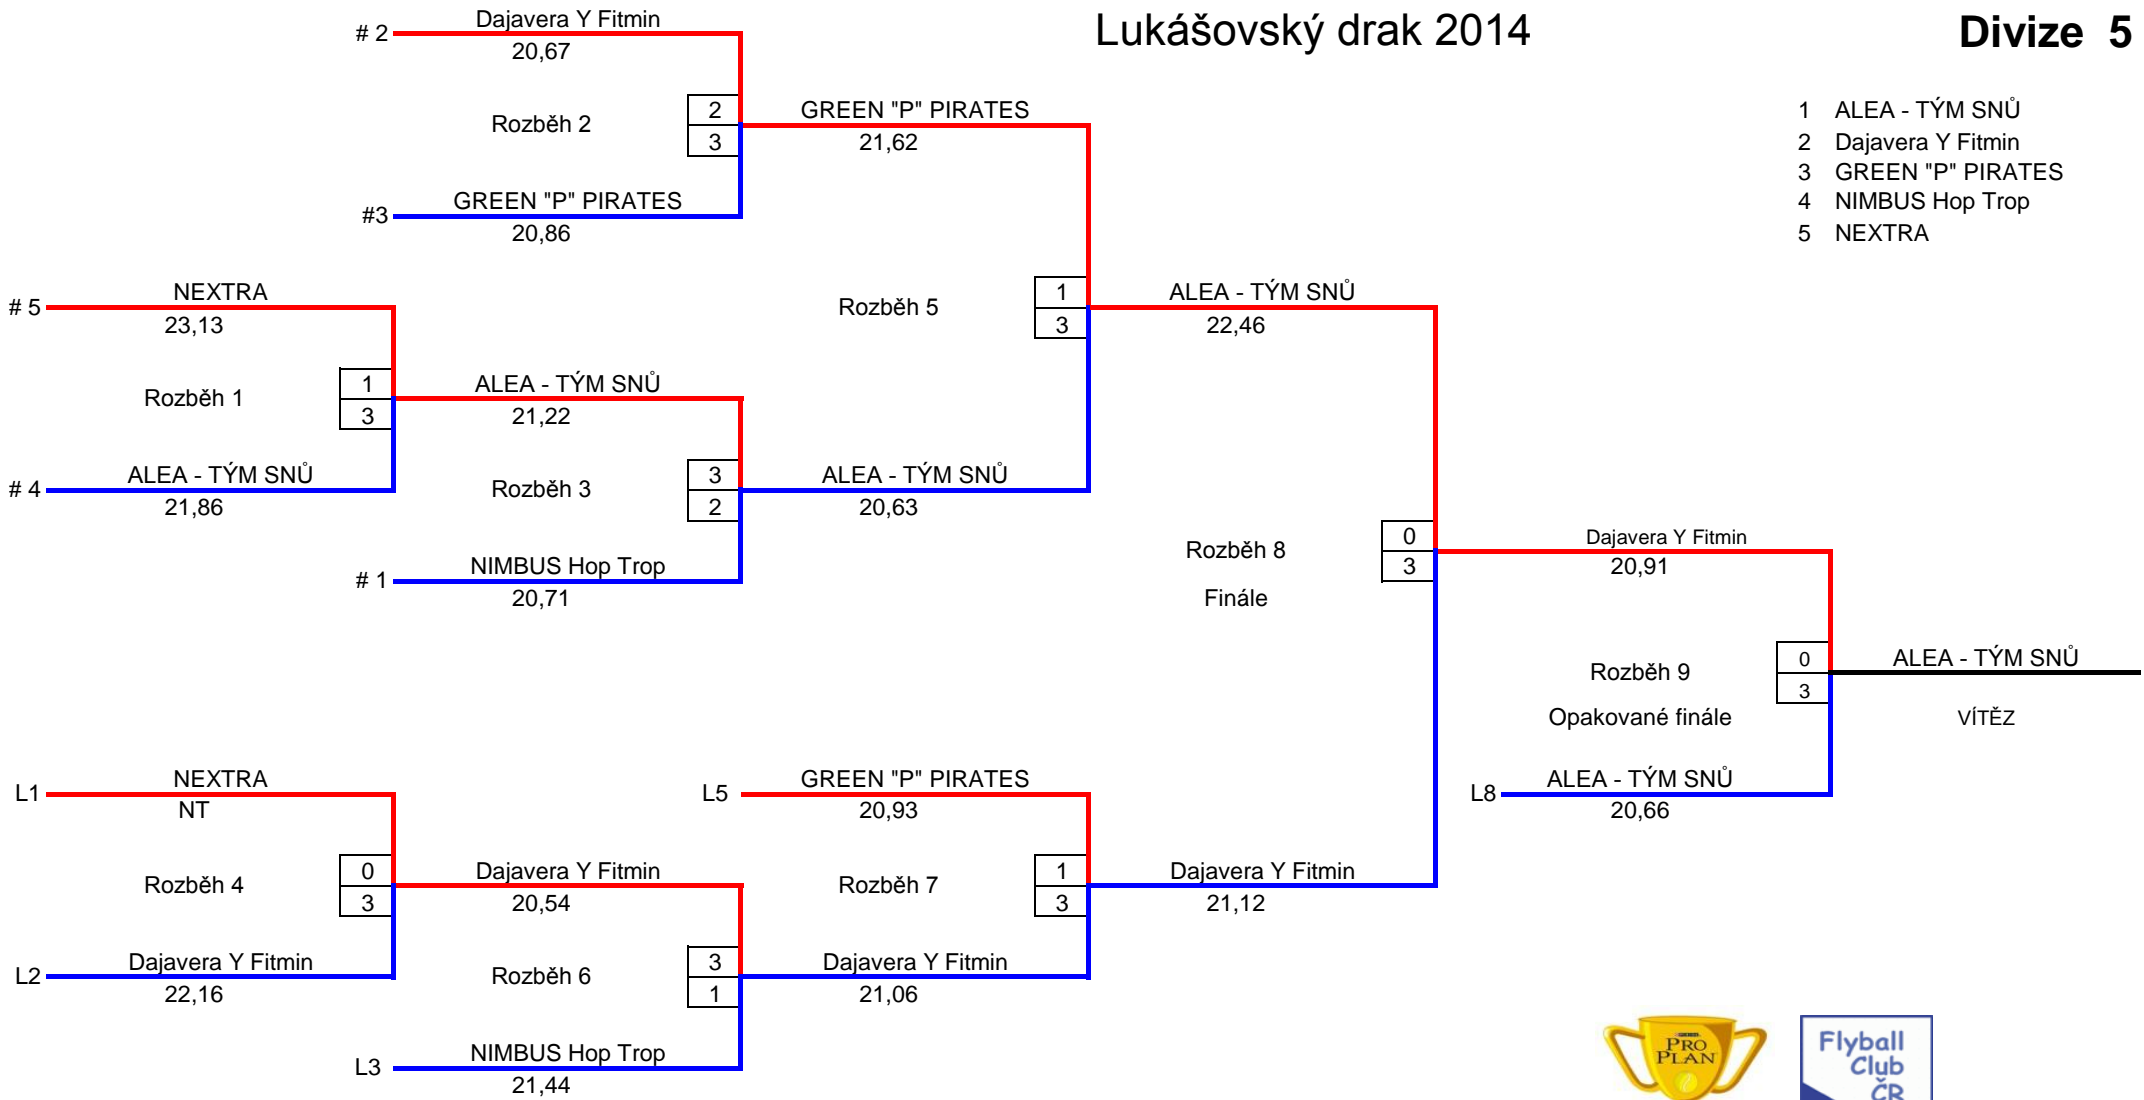 Lukášovský drak 2014
Divize 5
1 ALEA - TÝM SNŮ
2 Dajavera Y Fitmin
3 GREEN "P" PIRATES
4 NIMBUS Hop Trop
5 NEXTRA
# 2
Dajavera Y Fitmin
20,67
Rozběh 2
2
3
#3
GREEN "P" PIRATES
20,86
GREEN "P" PIRATES
21,62
# 5
NEXTRA
23,13
Rozběh 1
1
3
# 4
ALEA - TÝM SNŮ
21,86
ALEA - TÝM SNŮ
21,22
Rozběh 3
3
2
# 1
NIMBUS Hop Trop
20,71
ALEA - TÝM SNŮ
20,63
Rozběh 5
1
3
ALEA - TÝM SNŮ
22,46
Rozběh 8
Finále
0
3
Dajavera Y Fitmin
20,91
Rozběh 9
Opakované finále
0
3
ALEA - TÝM SNŮ
VÍTĚZ
L8
ALEA - TÝM SNŮ
20,66
L1
NEXTRA
NT
Rozběh 4
0
3
L2
Dajavera Y Fitmin
22,16
Dajavera Y Fitmin
20,54
Rozběh 6
3
1
L3
NIMBUS Hop Trop
21,44
L5
GREEN "P" PIRATES
20,93
Rozběh 7
1
3
Dajavera Y Fitmin
21,06
Dajavera Y Fitmin
21,12
PRO
PLAN
Flyball
Club
ČR